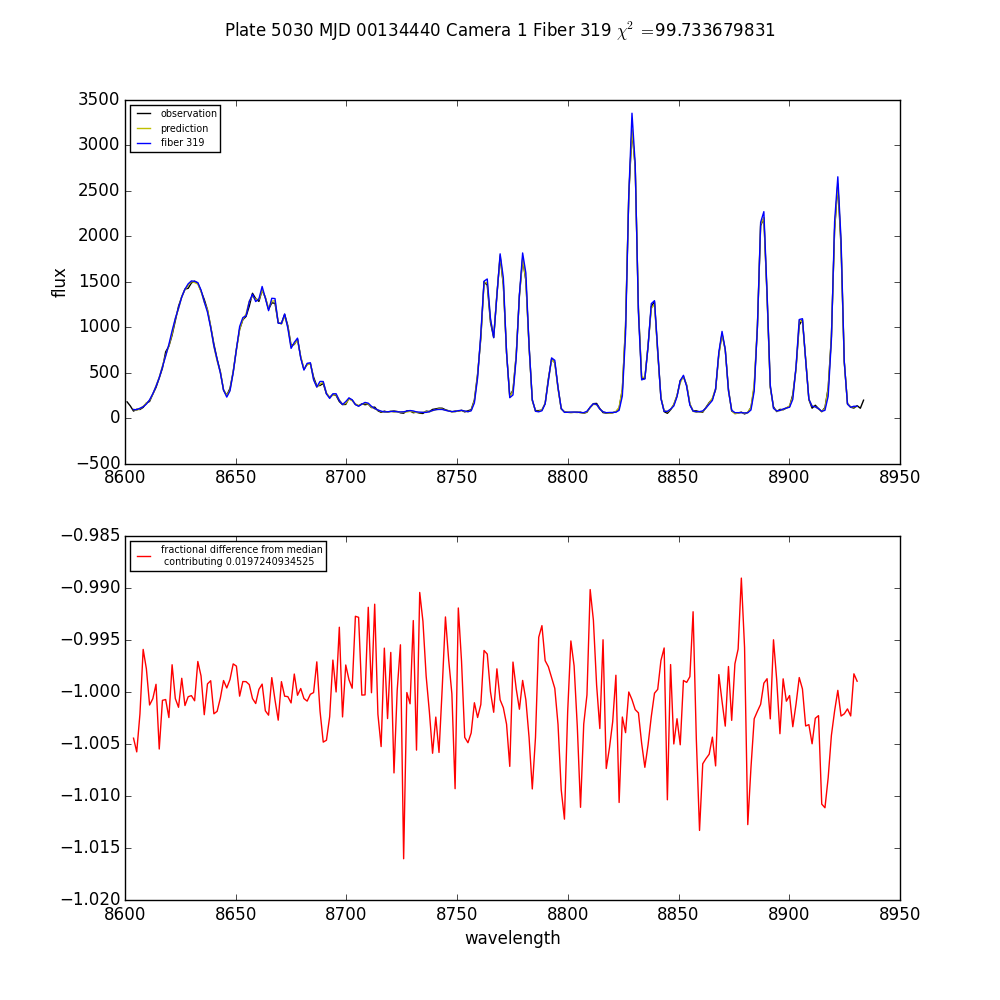 Plate 5030 MJD 00134440 Camera 1 Fiber 319 χ² =99.733679831
3500
3000
2500
2000
1500
1000
500
0
−500
flux
observation
prediction
fiber 319
8600 8650 8700 8750 8800 8850 8900 8950
−0.985
−0.990
−0.995
−1.000
−1.005
−1.010
−1.015
−1.020
fractional difference from median
contributing 0.0197240934525
8600 8650 8700 8750 8800 8850 8900 8950
wavelength